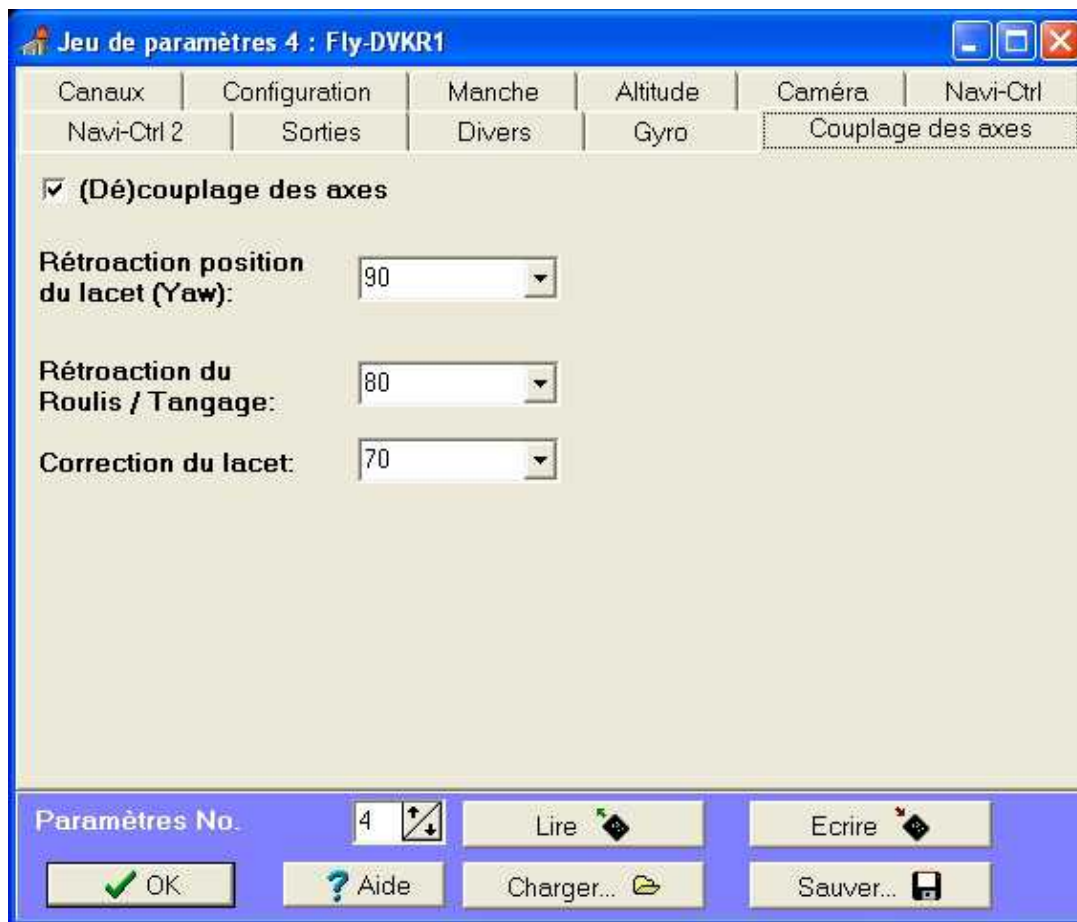 Jeu de paramètres 4 : Fly-DVKR1
Canaux Configuration Manche Altitude Caméra Navi-Ctrl
Navi-Ctrl 2 Sorties Divers Gyro Couplage des axes
(Dé)couplage des axes
Rétroaction position
du lacet (Yaw):
90
Rétroaction du
Roulis / Tangage:
80
Correction du lacet: 70
Paramètres No. 4 Lire Ecrire
OK Aide Charger... Sauver...